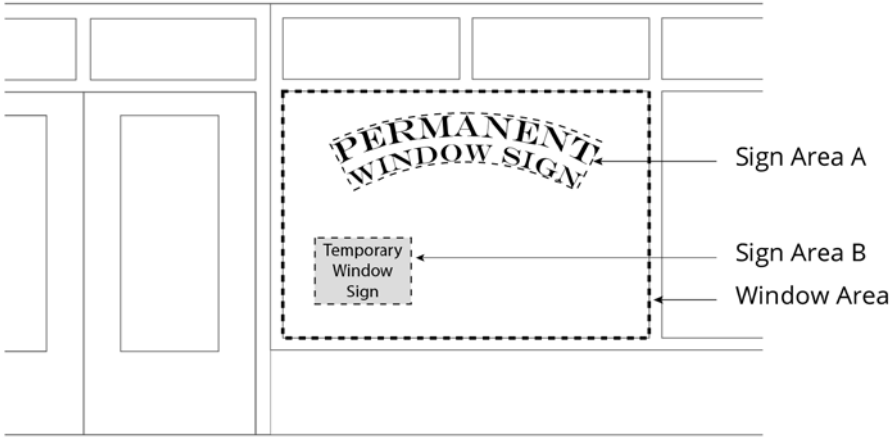 PERMANENT
WINDOW SIGN
Sign Area A
Temporary
Window
Sign
Sign Area B
Window Area